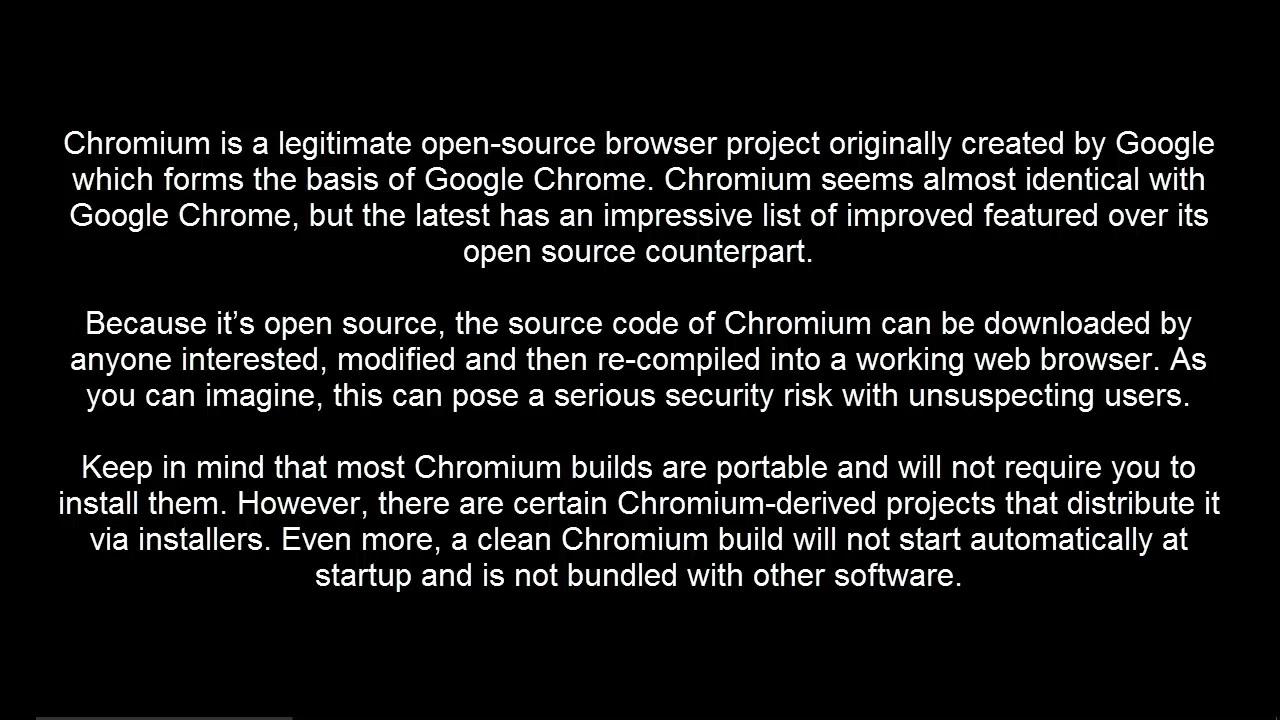 Chromium is a legitimate open-source browser project originally created by Google
which forms the basis of Google Chrome. Chromium seems almost identical with
Google Chrome, but the latest has an impressive list of improved featured over its
open source counterpart.
Because it’s open source, the source code of Chromium can be downloaded by
anyone interested, modified and then re-compiled into a working web browser. As
you can imagine, this can pose a serious security risk with unsuspecting users.
Keep in mind that most Chromium builds are portable and will not require you to
install them. However, there are certain Chromium-derived projects that distribute it
via installers. Even more, a clean Chromium build will not start automatically at
startup and is not bundled with other software.